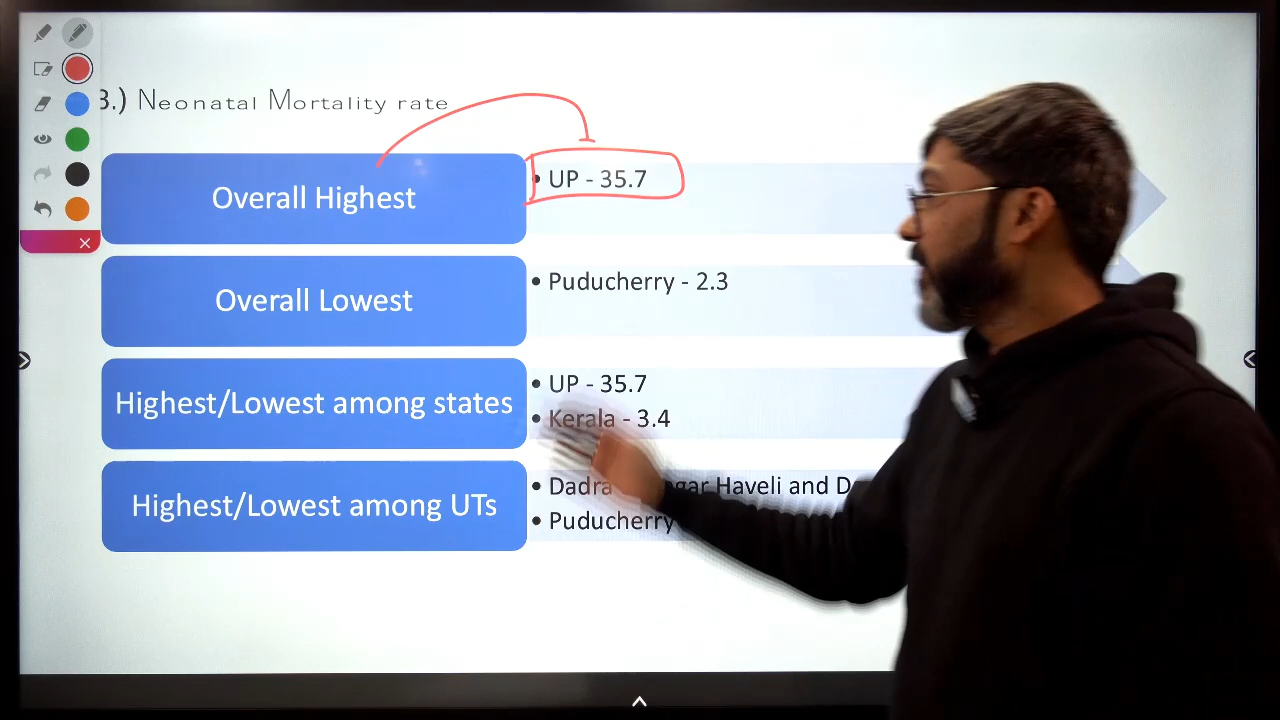 3.) Neonatal Mortality rate
Overall Highest
• UP - 35.7
Overall Lowest
• Puducherry - 2.3
Highest/Lowest among states
• UP - 35.7
• Kerala - 3.4
Highest/Lowest among UTs
• Dadra Haveli and
• Puducherry